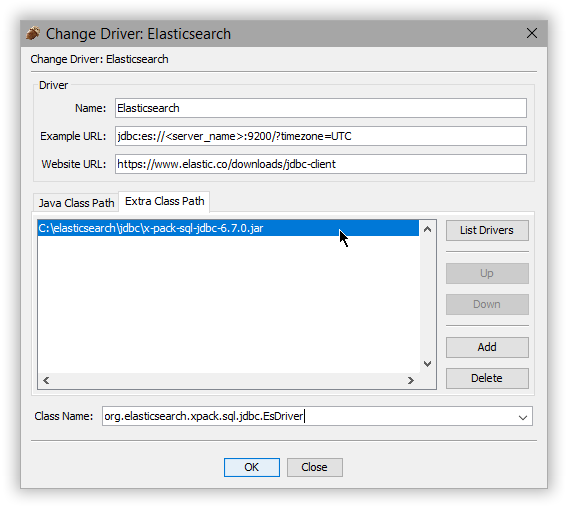 Change Driver: Elasticsearch
Change Driver: Elasticsearch
Driver
Name: Elasticsearch
Example URL: jdbc:es://<server_name>:9200/?timezone=UTC
Website URL: https://www.elastic.co/downloads/jdbc-client
Java Class Path Extra Class Path
C:\elasticsearch\jdbc\x-pack-sql-jdbc-6.7.0.jar
List Drivers
Up
Down
Add
Delete
Class Name: org.elasticsearch.xpack.sql.jdbc.EsDriver
OK Close